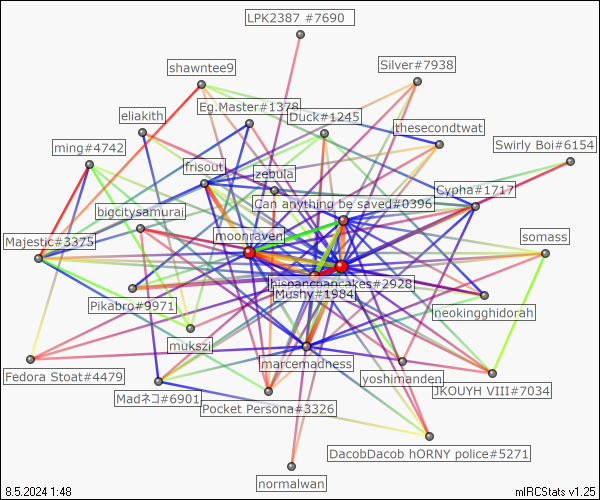 LPK2387 #7690
Silver#7938
shawntee9
Eg.Master#1378
Duck#1245
eliakith
thesecondtwat
ming#4742
Swirly Boi#6154
frisout
zebula
Cypha#1717
Can anything be saved#0396
bigcitysamurai
moonraven
Majestic#3375
somass
hispanchancakes#2928
Mushy#1984
Pikabro#9971
neokingghidorah
mukszi
marcemadness
Fedora Stoat#4479
yoshimanden
JKOUYH VIII#7034
Madネコ#6901
Pocket Persona#3326
DacobDacob hORNY police#5271
normalwan
8.5.2024 1:48
mIRCStats v1.25